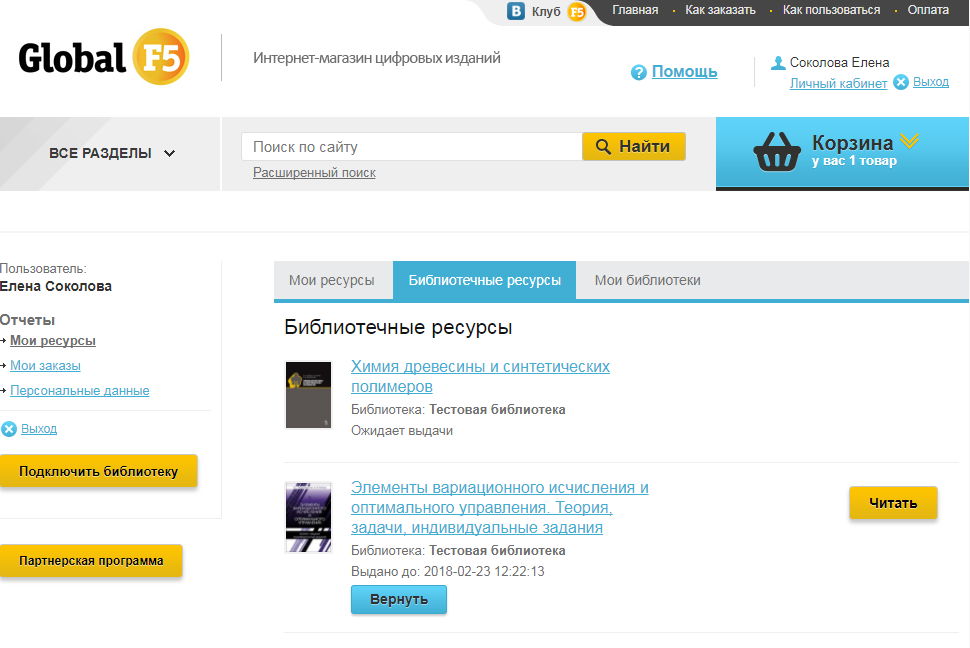 В Клуб F5
Главная · Как заказать · Как пользоваться · Оплата
Global F5
Интернет-магазин цифровых изданий
? Помощь
Соколова Елена
Личный кабинет Выход
ВСЕ РАЗДЕЛЫ
Поиск по сайту
Найти
Расширенный поиск
Корзина
у вас 1 товар
Пользователь:
Елена Соколова
Отчеты
Мои ресурсы
Мои заказы
Персональные данные
Выход
Подключить библиотеку
Партнерская программа
Мои ресурсы
Библиотечные ресурсы
Мои библиотеки
Библиотечные ресурсы
Химия древесины и синтетических
полимеров
Библиотека: Тестовая библиотека
Ожидает выдачи
Элементы вариационного исчисления и
оптимального управления. Теория,
задачи, индивидуальные задания
Библиотека: Тестовая библиотека
Выдано до: 2018-02-23 12:22:13
Вернуть
Читать